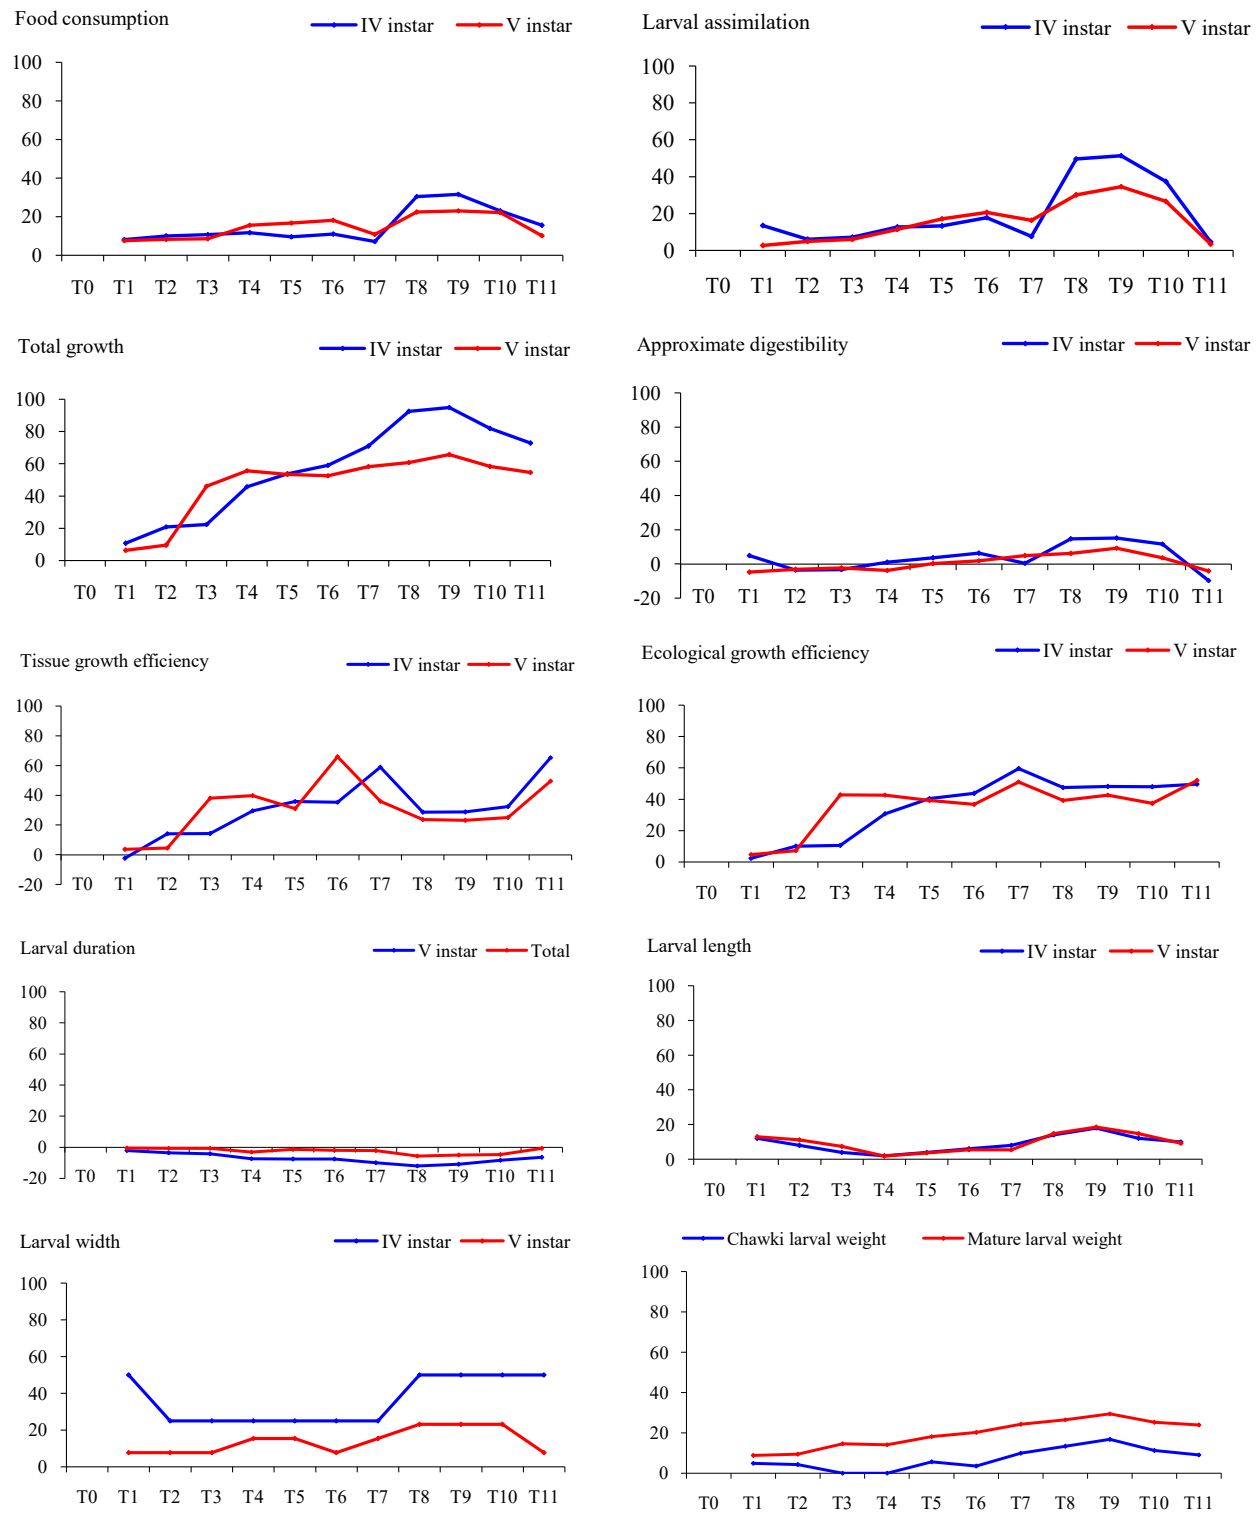 Food consumption
IV instar V instar
100
80
60
40
20
0
T0 T1 T2 T3 T4 T5 T6 T7 T8 T9 T10 T11
Larval assimilation
IV instar V instar
100
80
60
40
20
0
T0 T1 T2 T3 T4 T5 T6 T7 T8 T9 T10 T11
Total growth
IV instar V instar
100
80
60
40
20
0
T0 T1 T2 T3 T4 T5 T6 T7 T8 T9 T10 T11
Approximate digestibility
IV instar V instar
100
80
60
40
20
0
-20
T0 T1 T2 T3 T4 T5 T6 T7 T8 T9 T10 T11
Tissue growth efficiency
IV instar V instar
100
80
60
40
20
0
-20
T0 T1 T2 T3 T4 T5 T6 T7 T8 T9 T10 T11
Ecological growth efficiency
IV instar V instar
100
80
60
40
20
0
T0 T1 T2 T3 T4 T5 T6 T7 T8 T9 T10 T11
Larval duration
V instar Total
100
80
60
40
20
0
-20
T0 T1 T2 T3 T4 T5 T6 T7 T8 T9 T10 T11
Larval length
IV instar V instar
100
80
60
40
20
0
T0 T1 T2 T3 T4 T5 T6 T7 T8 T9 T10 T11
Larval width
IV instar V instar
100
80
60
40
20
0
T0 T1 T2 T3 T4 T5 T6 T7 T8 T9 T10 T11
Chawki larval weight Mature larval weight
100
80
60
40
20
0
T0 T1 T2 T3 T4 T5 T6 T7 T8 T9 T10 T11